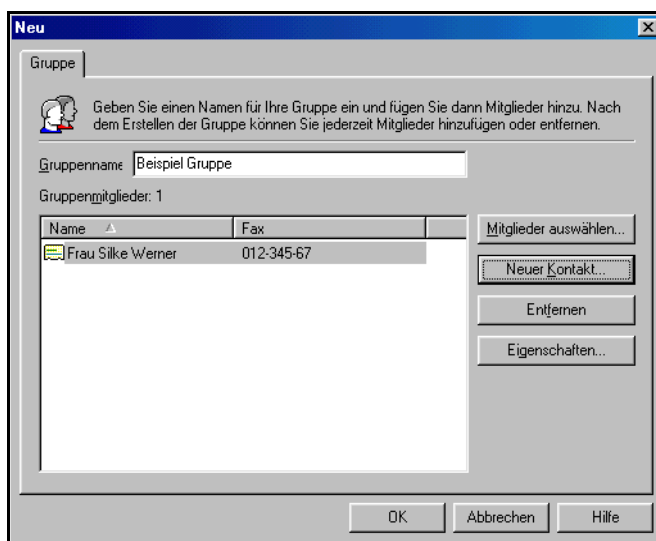 Neu
Gruppe
Geben Sie einen Namen für Ihre Gruppe ein und fügen Sie dann Mitglieder hinzu. Nach
dem Erstellen der Gruppe können Sie jederzeit Mitglieder hinzufügen oder entfernen.
Gruppenname Beispiel Gruppe
Gruppenmitglieder: 1
Name Fax
Frau Silke Werner 012-345-67
Mitglieder auswählen...
Neuer Kontakt...
Entfernen
Eigenschaften...
OK Abbrechen Hilfe